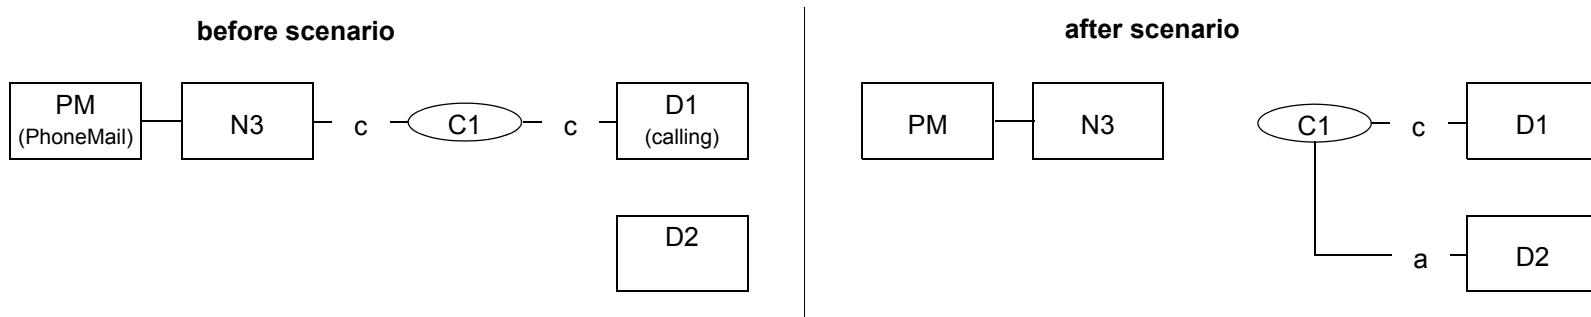 before scenario
PM
(PhoneMail)
N3
c
C1
c
D1
(calling)
D2
after scenario
PM
N3
C1
c
D1
a
D2